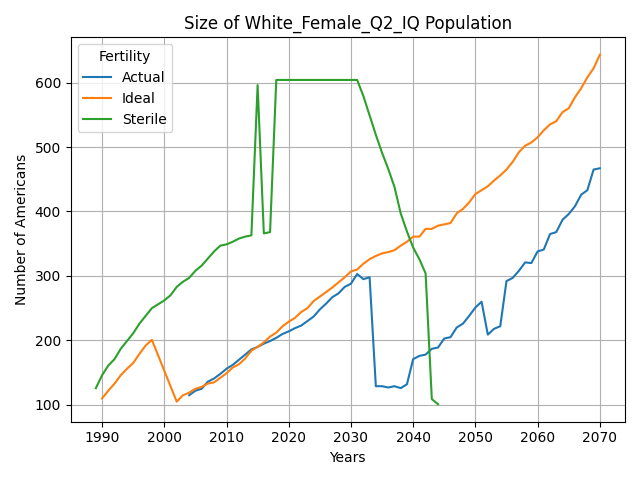 Size of White_Female_Q2_IQ Population
Fertility
Actual
Ideal
Sterile
Number of Americans
600
500
400
300
200
100
1990
2000
2010
2020
2030
2040
2050
2060
2070
Years